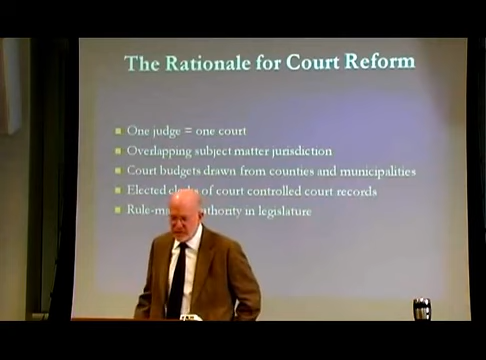 The Rationale for Court Reform
One judge = one court
Overlapping subject matter jurisdiction
Court budgets drawn from counties and municipalities
Elected of court controlled court records
Rule- authority in legislature